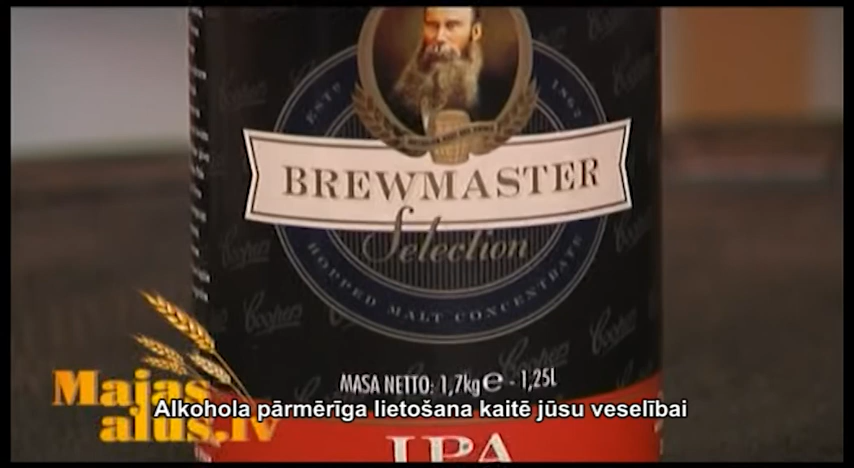 ESTD 1862
BREWMASTER
Selection
HOPPED MALT CONCENTRATE
Coopers
MASA NETTO: 1,7kg e - 1,25L
Majas
Alkohola pārmērīga lietošana kaitē jūsu veselībai
alus.lv
IPA